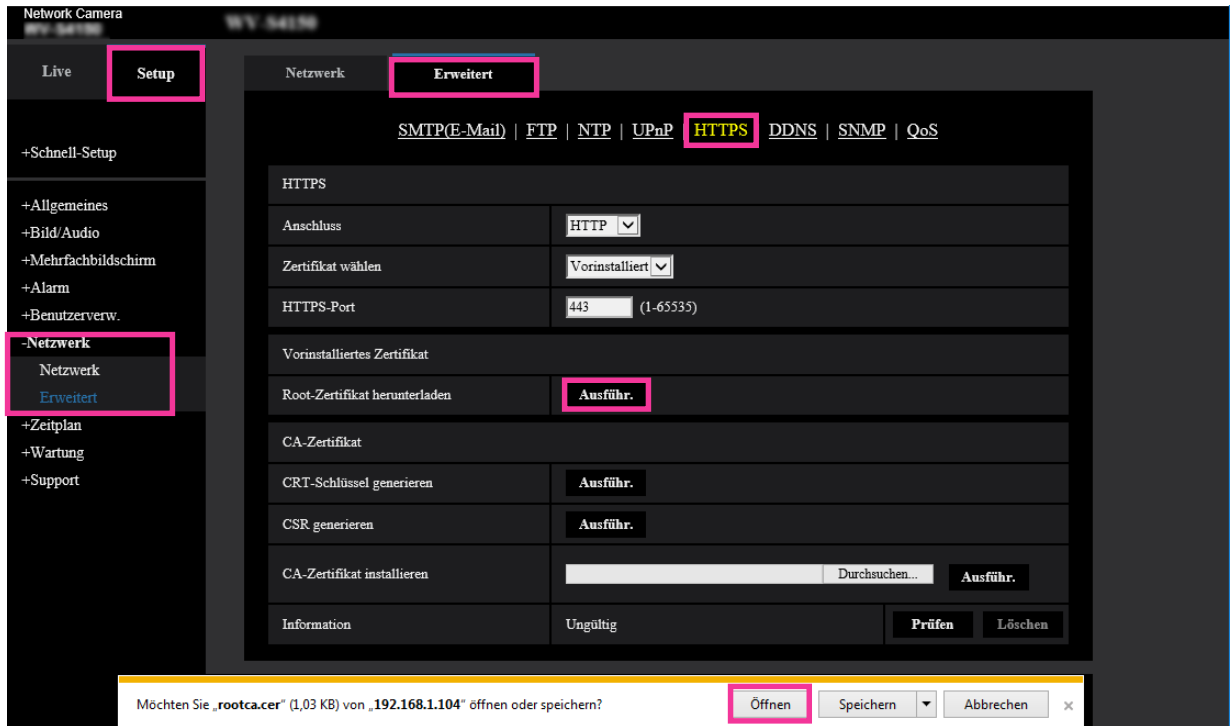 Network Camera
WV-S4150
WV-S4150
Live Setup
Netzwerk Erweitert
SMTP(E-Mail) | FTP | NTP | UPnP | HTTPS DDNS | SNMP | QoS
+Schnell-Setup
+Allgemeines
+Bild/Audio
+Mehrfachbildschirm
+Alarm
+Benutzerverw.
-Netzwerk
Netzwerk
Erweitert
+Zeitplan
+Wartung
+Support
HTTPS
Anschluss HTTP
Zertifikat wählen Vorinstalliert
HTTPS-Port 443 (1-65535)
Vorinstalliertes Zertifikat
Root-Zertifikat herunterladen Ausführ.
CA-Zertifikat
CRT-Schlüssel generieren Ausführ.
CSR generieren Ausführ.
CA-Zertifikat installieren Durchsuchen... Ausführ.
Information Ungültig Prüfen Löschen
Möchten Sie „rootca.cer" (1,03 KB) von „192.168.1.104" öffnen oder speichern? Öffnen Speichern Abbrechen ×